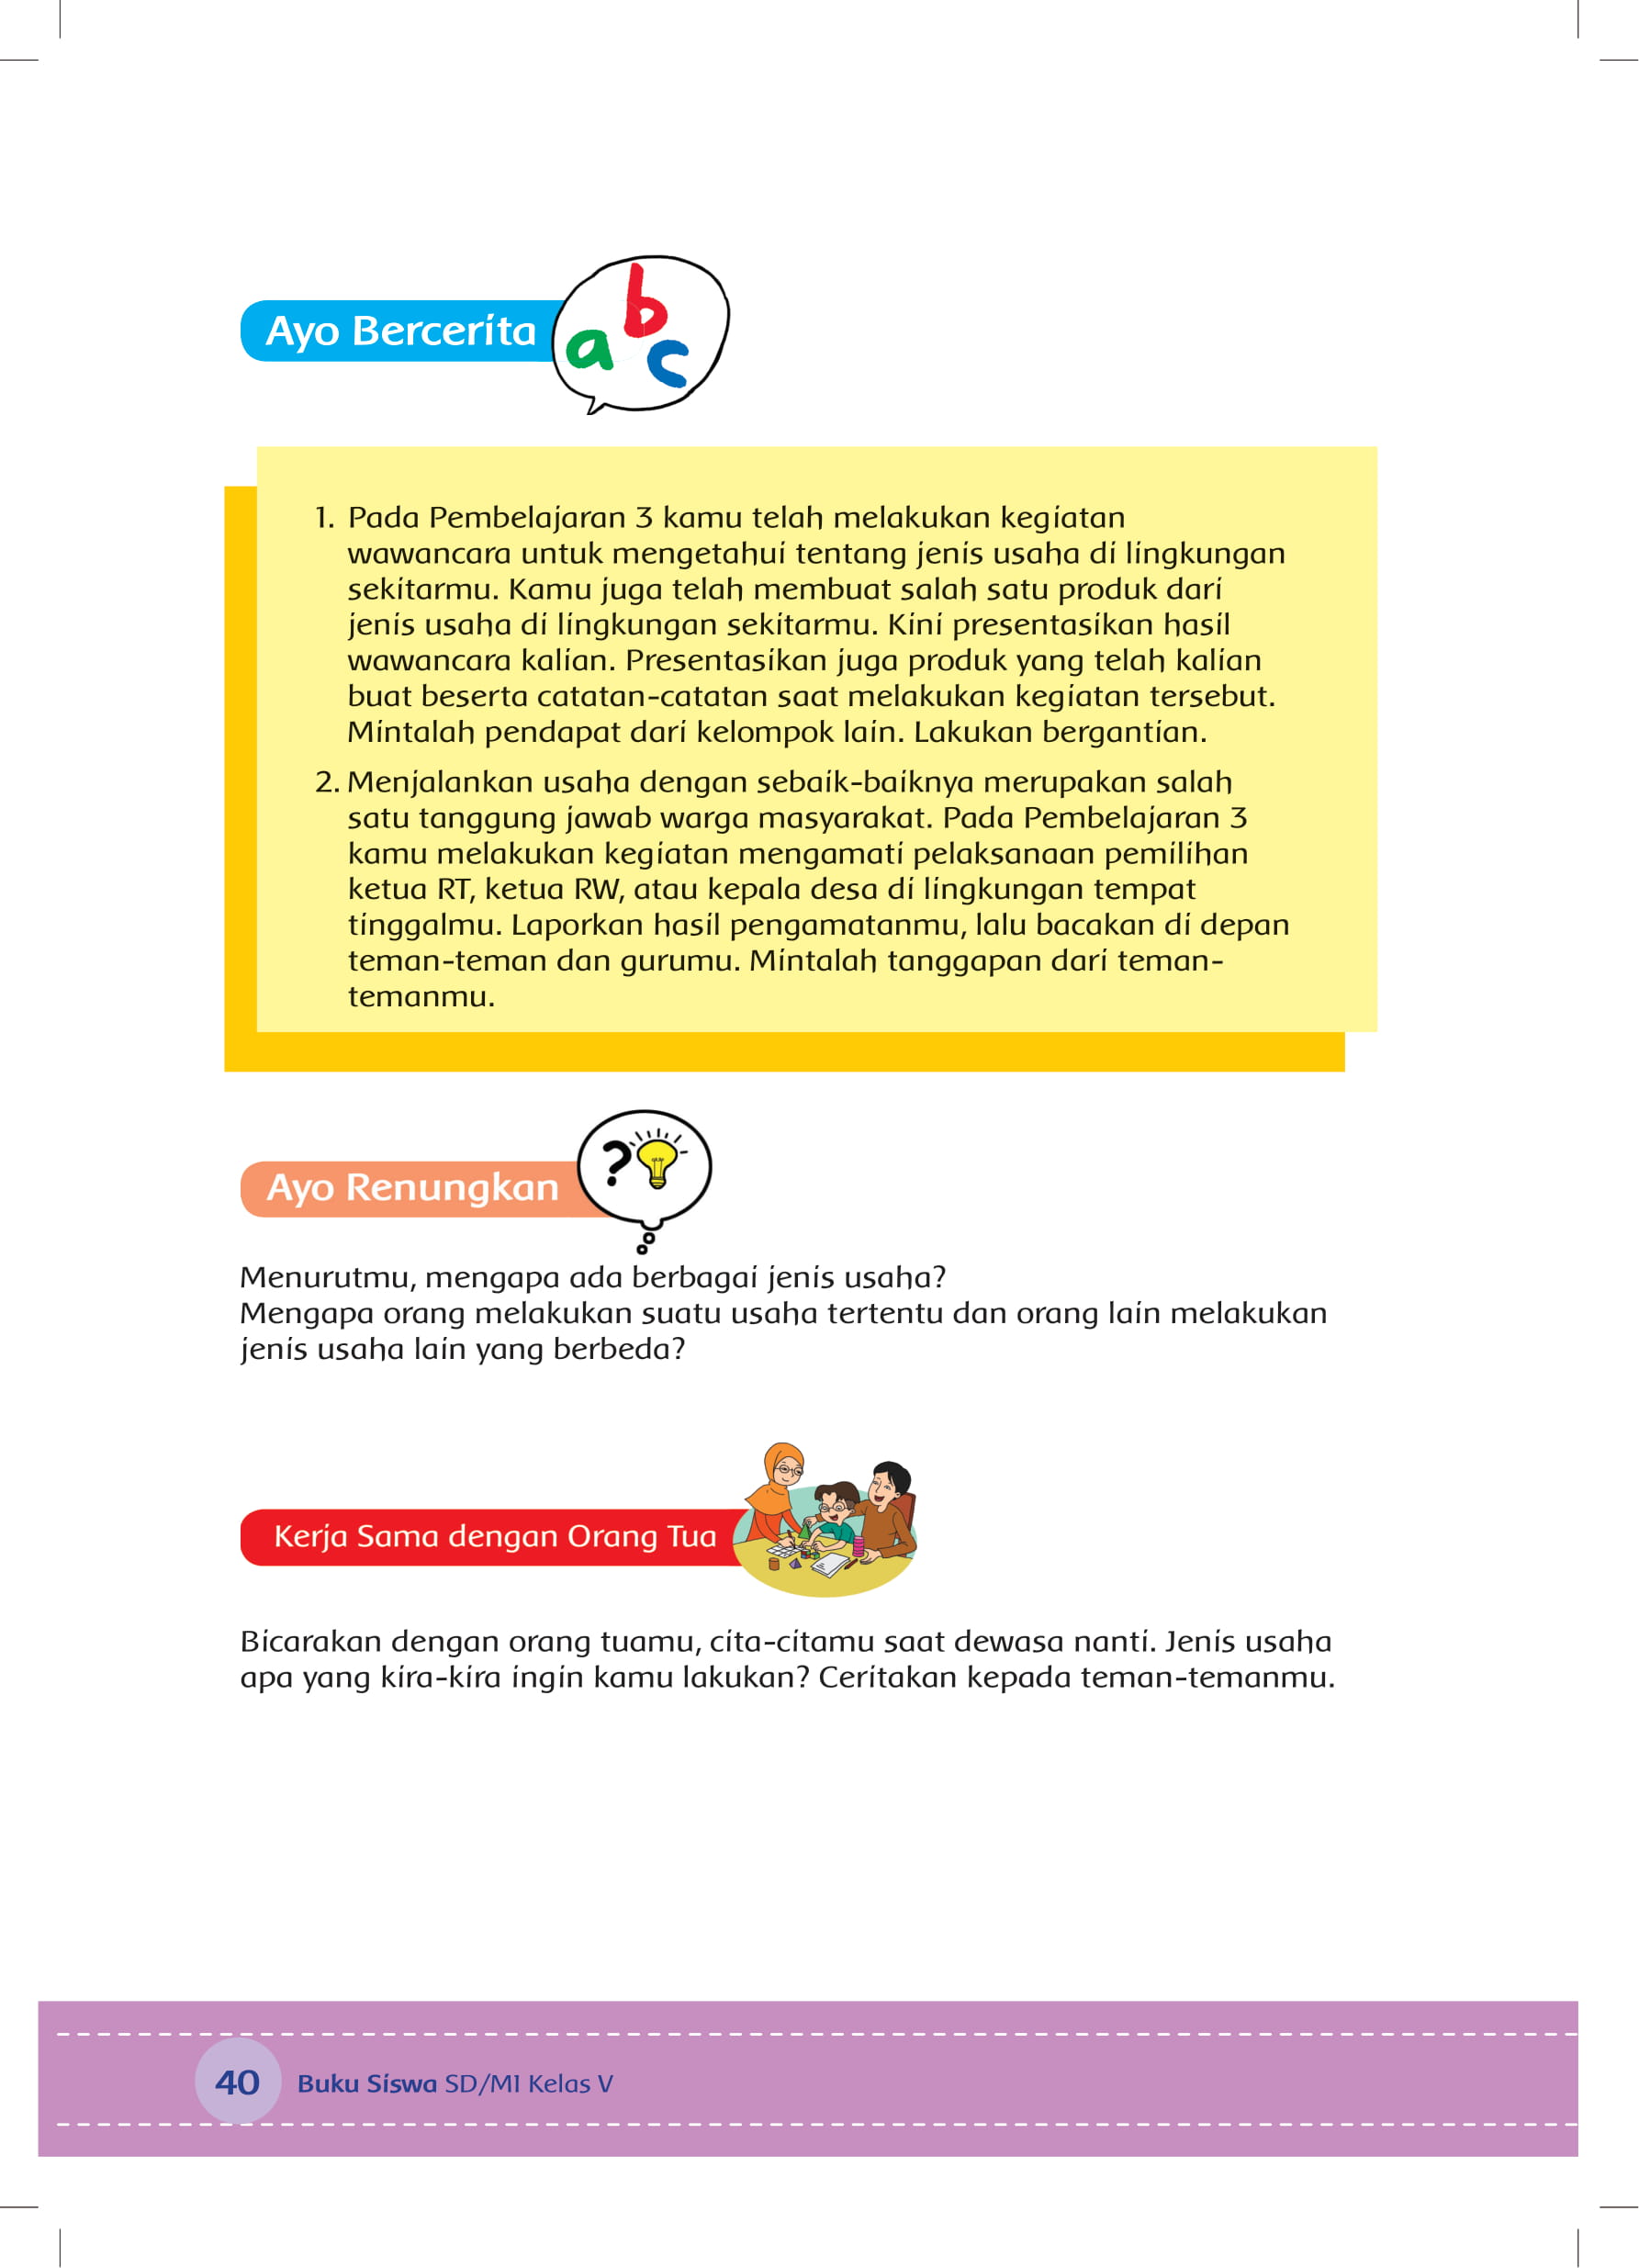 Ayo Bercerita
a b c
1. Pada Pembelajaran 3 kamu telah melakukan kegiatan
wawancara untuk mengetahui tentang jenis usaha di lingkungan
sekitarmu. Kamu juga telah membuat salah satu produk dari
jenis usaha di lingkungan sekitarmu. Kini presentasikan hasil
wawancara kalian. Presentasikan juga produk yang telah kalian
buat beserta catatan-catatan saat melakukan kegiatan tersebut.
Mintalah pendapat dari kelompok lain. Lakukan bergantian.
2. Menjalankan usaha dengan sebaik-baiknya merupakan salah
satu tanggung jawab warga masyarakat. Pada Pembelajaran 3
kamu melakukan kegiatan mengamati pelaksanaan pemilihan
ketua RT, ketua RW, atau kepala desa di lingkungan tempat
tinggalmu. Laporkan hasil pengamatanmu, lalu bacakan di depan
teman-teman dan gurumu. Mintalah tanggapan dari teman-
temanmu.
Ayo Renungkan
?
Menurutmu, mengapa ada berbagai jenis usaha?
Mengapa orang melakukan suatu usaha tertentu dan orang lain melakukan
jenis usaha lain yang berbeda?
Kerja Sama dengan Orang Tua
Bicarakan dengan orang tuamu, cita-citamu saat dewasa nanti. Jenis usaha
apa yang kira-kira ingin kamu lakukan? Ceritakan kepada teman-temanmu.
40 Buku Siswa SD/MI Kelas V